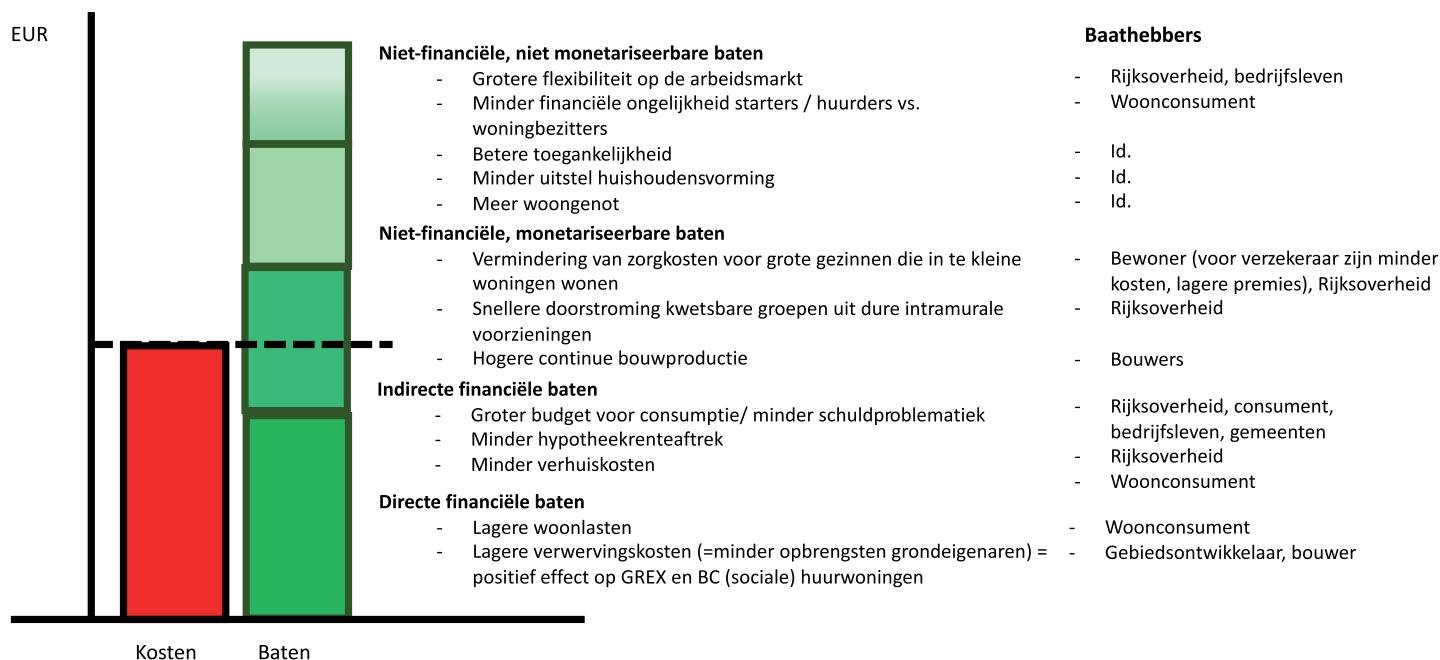 EUR
Baathebbers
Niet-financiële, niet monetariseerbare baten
- Grotere flexibiliteit op de arbeidsmarkt
- Rijksoverheid, bedrijfsleven
- Minder financiële ongelijkheid starters / huurders vs.
woningbezitters
- Woonconsument
- Betere toegankelijkheid
- Id.
- Minder uitstel huishoudensvorming
- Id.
- Meer woongenot
- Id.
Niet-financiële, monetariseerbare baten
- Vermindering van zorgkosten voor grote gezinnen die in te kleine
woningen wonen
- Bewoner (voor verzekeraar zijn minder
kosten, lagere premies), Rijksoverheid
- Snellere doorstroming kwetsbare groepen uit dure intramurale
voorzieningen
- Rijksoverheid
- Hogere continue bouwproductie
- Bouwers
Indirecte financiële baten
- Groter budget voor consumptie/ minder schuldproblematiek
- Rijksoverheid, consument,
bedrijfsleven, gemeenten
- Minder hypotheekrenteaftrek
- Rijksoverheid
- Minder verhuiskosten
- Woonconsument
Directe financiële baten
- Lagere woonlasten
- Woonconsument
- Lagere verwervingskosten (=minder opbrengsten grondeigenaren) =
positief effect op GREX en BC (sociale) huurwoningen
- Gebiedsontwikkelaar, bouwer
Kosten
Baten